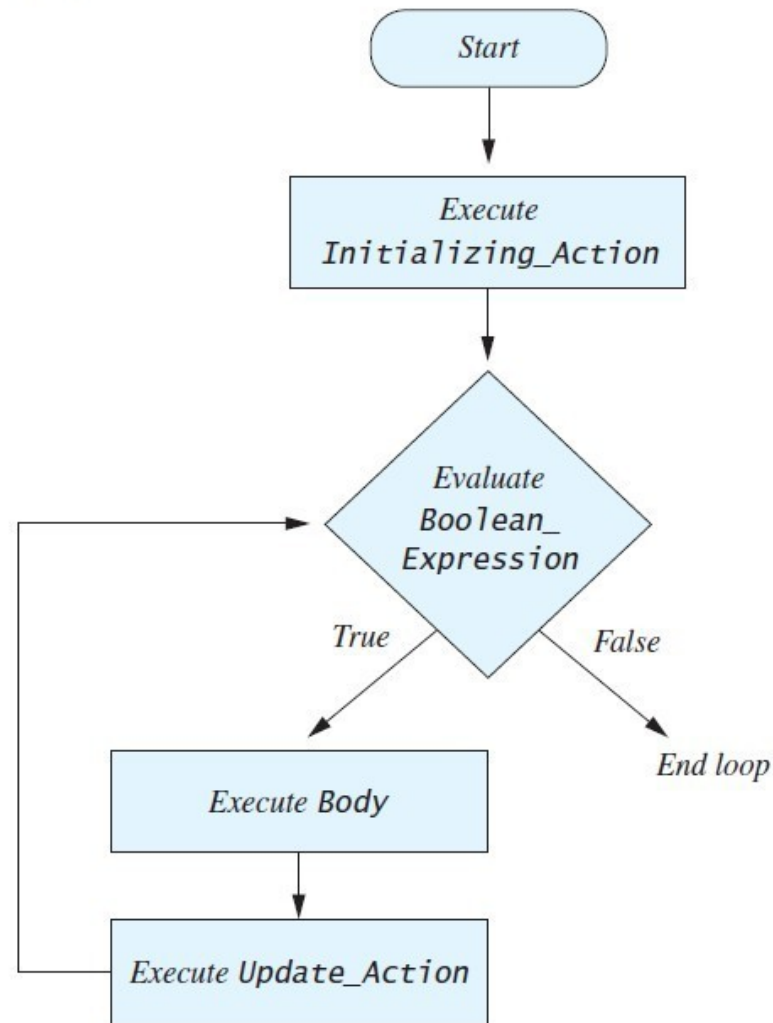 Start
Execute
Initializing_Action
Evaluate
Boolean_
Expression
True
False
End loop
Execute Body
Execute Update_Action